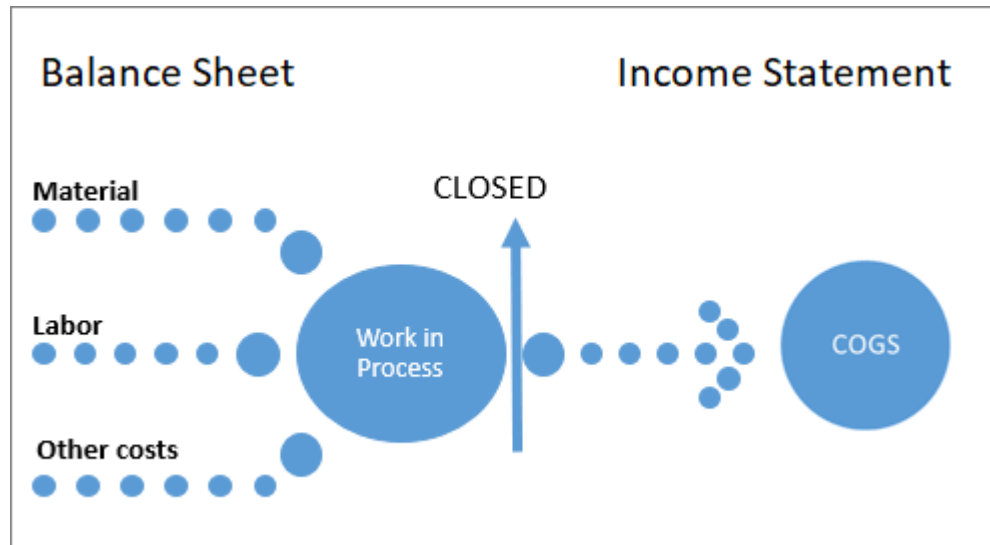 Balance Sheet
Income Statement
Material
CLOSED
Labor
Work in
Process
COGS
Other costs